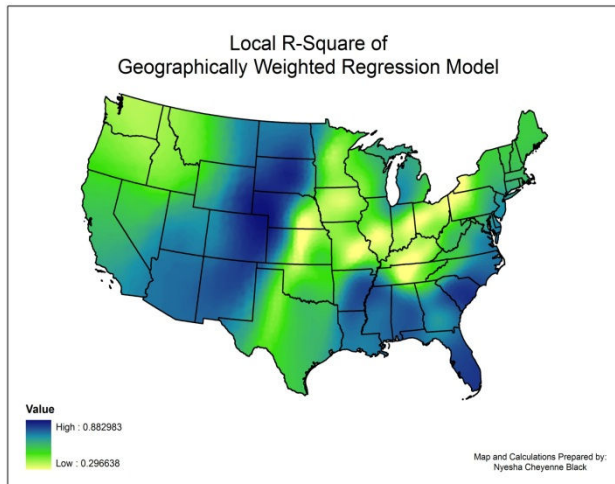 Local R-Square of
Geographically Weighted Regression Model
Value
High : 0.882983
Low : 0.296638
Map and Calculations Prepared by:
Nyesha Cheyenne Black